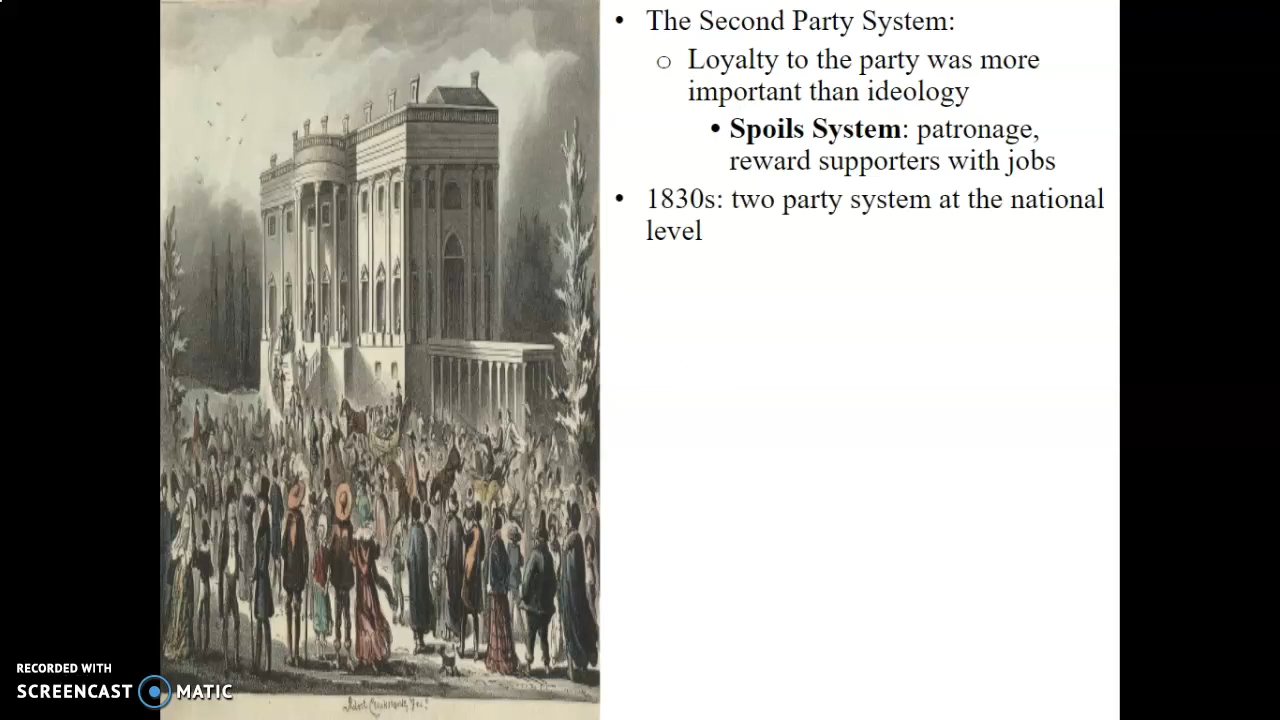 • The Second Party System:
o Loyalty to the party was more
important than ideology
• Spoils System: patronage,
reward supporters with jobs
• 1830s: two party system at the national
level
RECORDED WITH
SCREENCAST MATIC